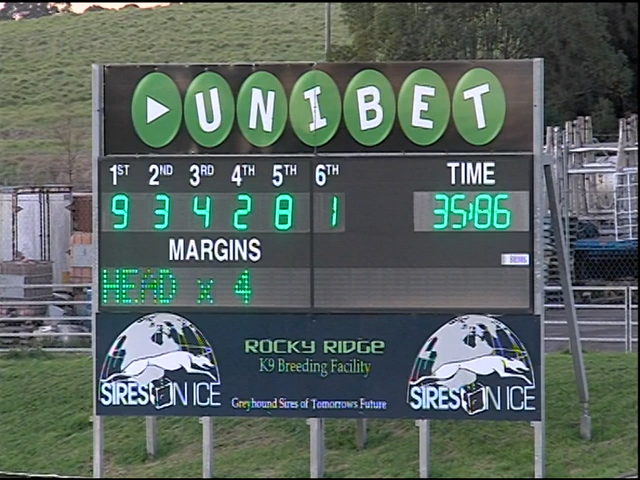 UNIBET
1ST 2ND 3RD 4TH 5TH 6TH TIME
9 3 4 2 8 1 35:86
MARGINS
HEAD x 4
ROCKY RIDGE
K9 Breeding Facility
SIRES ON ICE
SIRES ON ICE
Greyhound Sires of Tomorrows Future